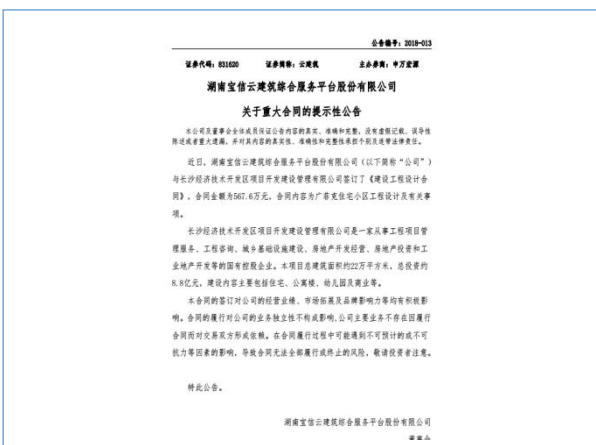 公告编号：2018-013
证券代码：831620 证券简称：云建筑 主办券商：申万宏源
湖南宝信云建筑综合服务平台股份有限公司
关于重大合同的提示性公告
本公司及董事会全体成员保证公告内容的真实、准确和完整，没有虚假记载、误导性
陈述或者重大遗漏，并对其内容的真实性、准确性和完整性承担个别及连带法律责任。
近日，湖南宝信云建筑综合服务平台股份有限公司（以下简称“公司”）
与长沙经济技术开发区项目开发建设管理有限公司签订了《建设工程设计合
同》，合同金额为567.6万元，合同内容为广菲克住宅小区工程设计及有关事
项。
长沙经济技术开发区项目开发建设管理有限公司是一家从事工程项目管
理服务、工程咨询、城乡基础设施建设、房地产开发经营、房地产投资和工
业地产开发等的国有控股企业。本项目总建筑面积约22万平方米，总投资约
8.8亿元，建设内容主要包括住宅、公寓楼、幼儿园及商业等。
本合同的签订对公司的经营业绩、市场拓展及品牌影响力等均有积极影
响。合同的履行对公司的业务独立性不构成影响，公司主要业务不存在因履行
合同而对交易双方形成依赖。在合同履行过程中可能遇到不可预计的或不可
抗力等因素的影响，导致合同无法全部履行或终止的风险，敬请投资者注意。
特此公告。
湖南宝信云建筑综合服务平台股份有限公司
董事会